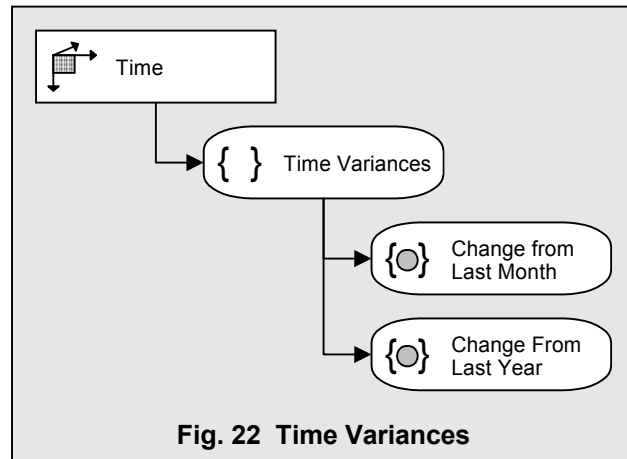 Time
{ } Time Variances
Change from
Last Month
Change From
Last Year
Fig. 22 Time Variances